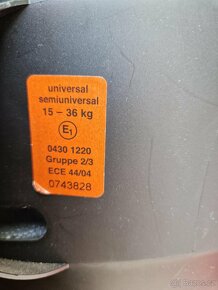 universal
semiuniversal
15 – 36 kg
E1
0430 1220
Gruppe 2/3
ECE 44/04
0743828